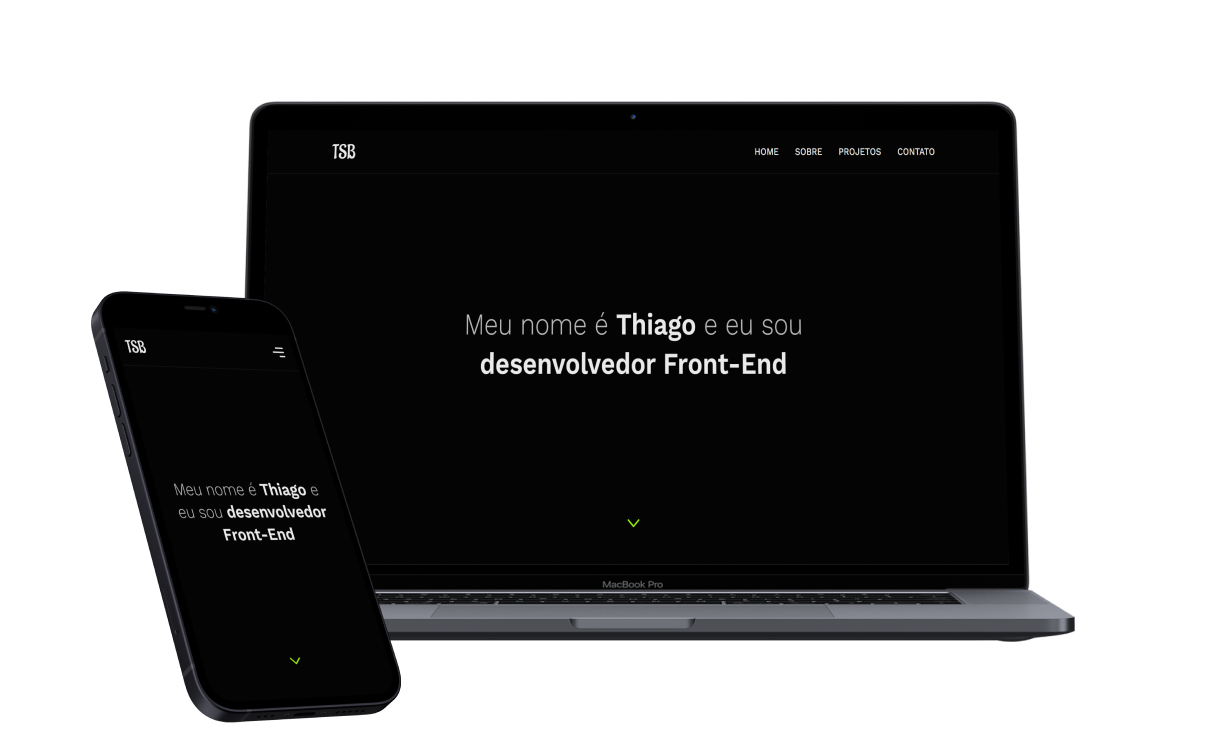 TSB
HOME SOBRE PROJETOS CONTATO
Meu nome é Thiago e eu sou
desenvolvedor Front-End
MacBook Pro
TSB
Meu nome é Thiago e
eu sou desenvolvedor
Front-End